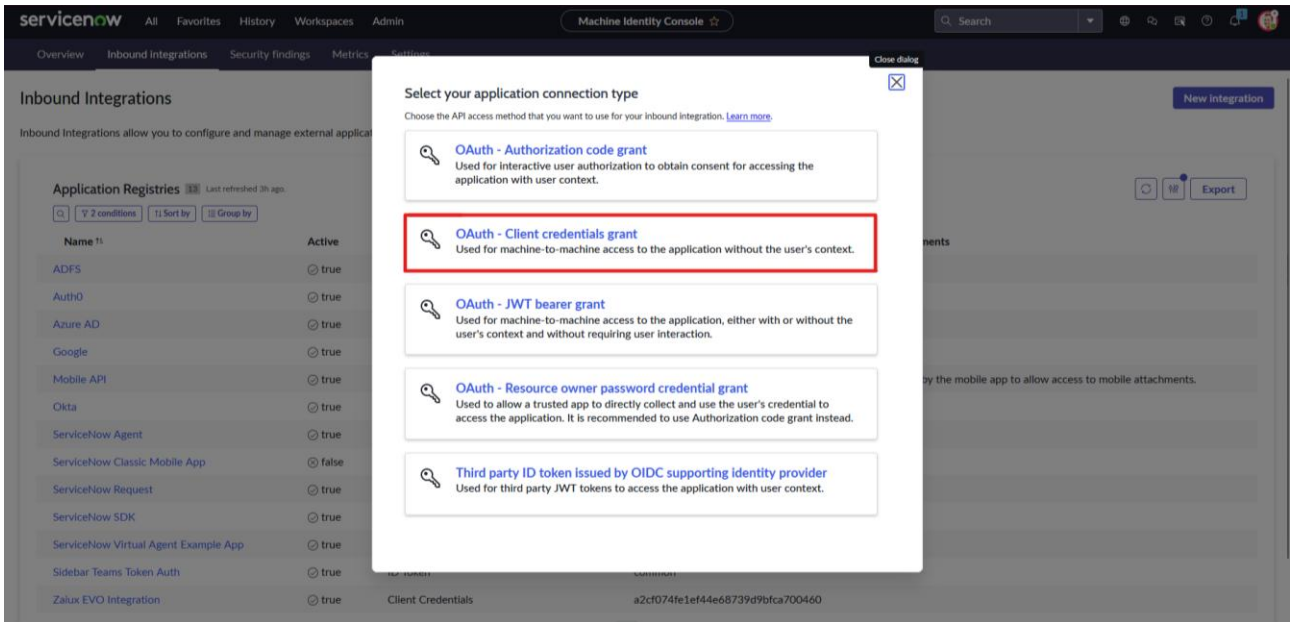 servicenow All Favorites History Workspaces Admin Machine Identity Console Search
Overview Inbound integrations Security findings Metrics Settings
Close dialog
Inbound Integrations
New integration
Inbound Integrations allow you to configure and manage external applicat
Select your application connection type
Choose the API access method that you want to use for your inbound integration. Learn more.
OAuth - Authorization code grant
Used for interactive user authorization to obtain consent for accessing the
application with user context.
OAuth - Client credentials grant
Used for machine-to-machine access to the application without the user's context.
OAuth - JWT bearer grant
Used for machine-to-machine access to the application, either with or without the
user's context and without requiring user interaction.
OAuth - Resource owner password credential grant
Used to allow a trusted app to directly collect and use the user's credential to
access the application. It is recommended to use Authorization code grant instead.
Third party ID token issued by OIDC supporting identity provider
Used for third party JWT tokens to access the application with user context.
Application Registries 13 Last refreshed 3h ago.
Export
2 conditions Sort by Group by
Name Active nments
ADFS true
Auth0 true
Azure AD true
Google true
Mobile API true by the mobile app to allow access to mobile attachments.
Okta true
ServiceNow Agent true
ServiceNow Classic Mobile App false
ServiceNow Request true
ServiceNow SDK true
ServiceNow Virtual Agent Example App true
Sidebar Teams Token Auth true ID Token common
Zalux EVO Integration true Client Credentials a2cf074fe1ef44e68739d9bfca700460